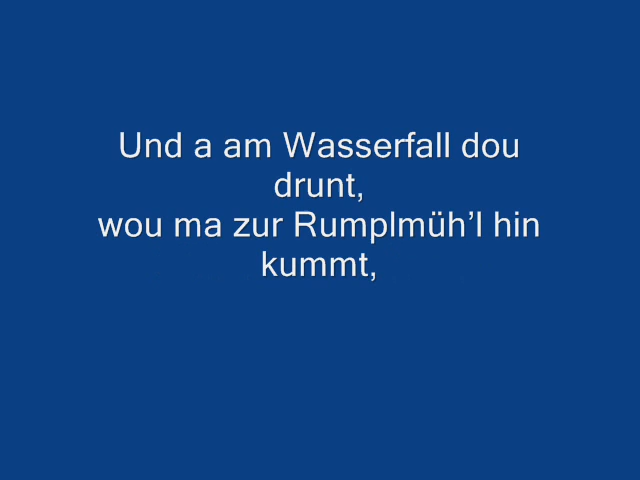 Und a am Wasserfall dou
drunt,
wou ma zur Rumplmüh’l hin
kummt,